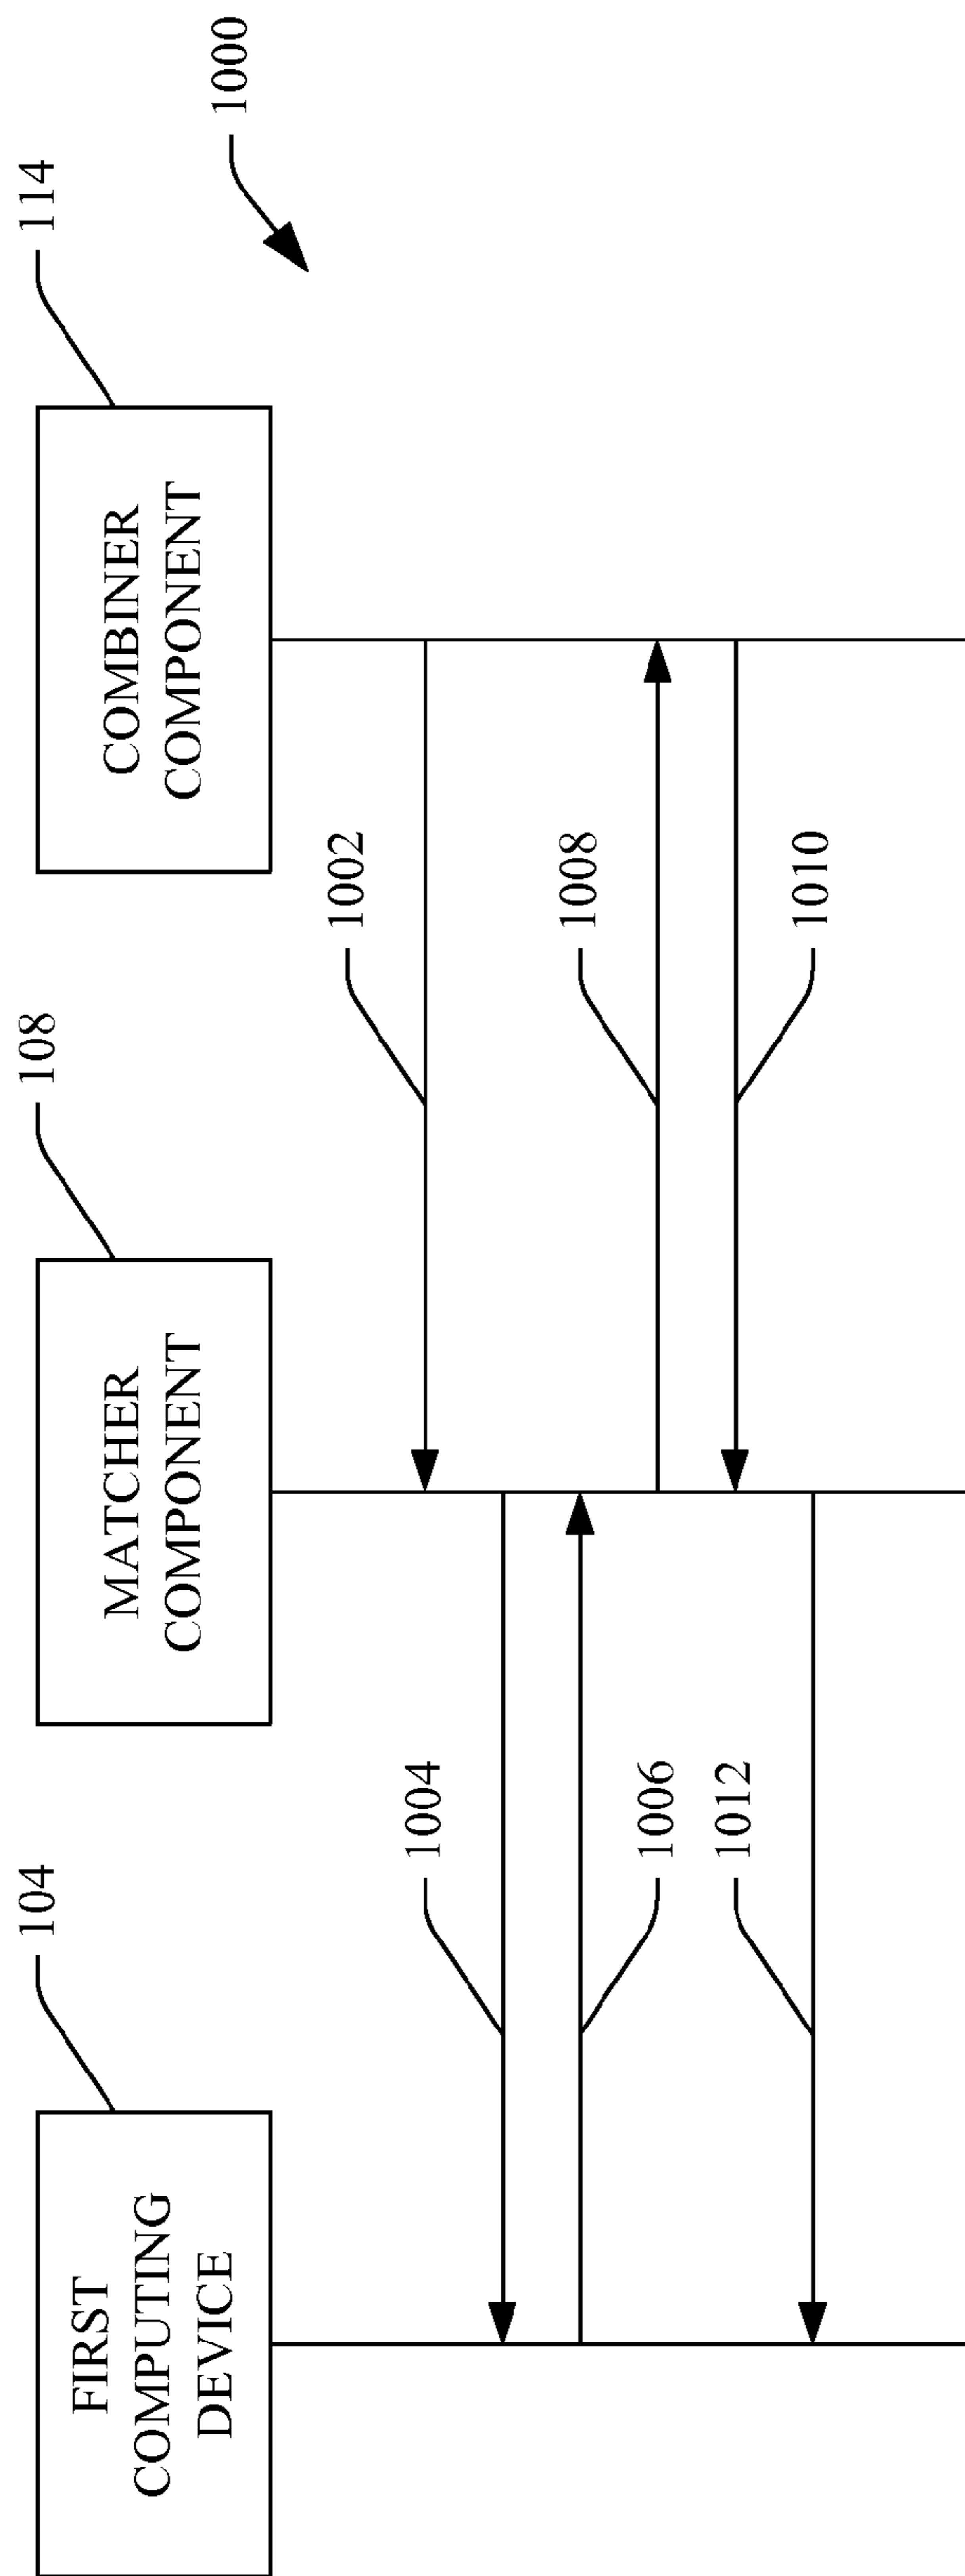 1000
104
108
114
FIRST
COMPUTING
DEVICE
MATCHER
COMPONENT
COMBINER
COMPONENT
1002
1004
1006
1008
1010
1012